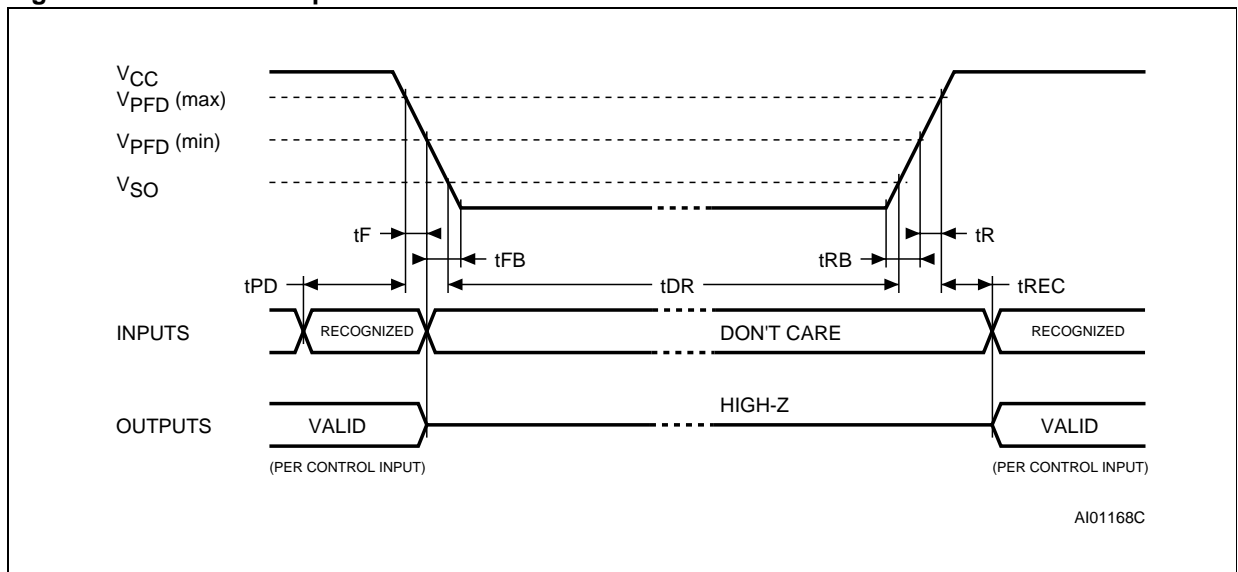 VCC
VPFD (max)
VPFD (min)
VSO
tF
tFB
tR
tRB
tPD
tDR
tREC
INPUTS
RECOGNIZED
DON'T CARE
RECOGNIZED
HIGH-Z
OUTPUTS
VALID
VALID
(PER CONTROL INPUT)
(PER CONTROL INPUT)
AI01168C